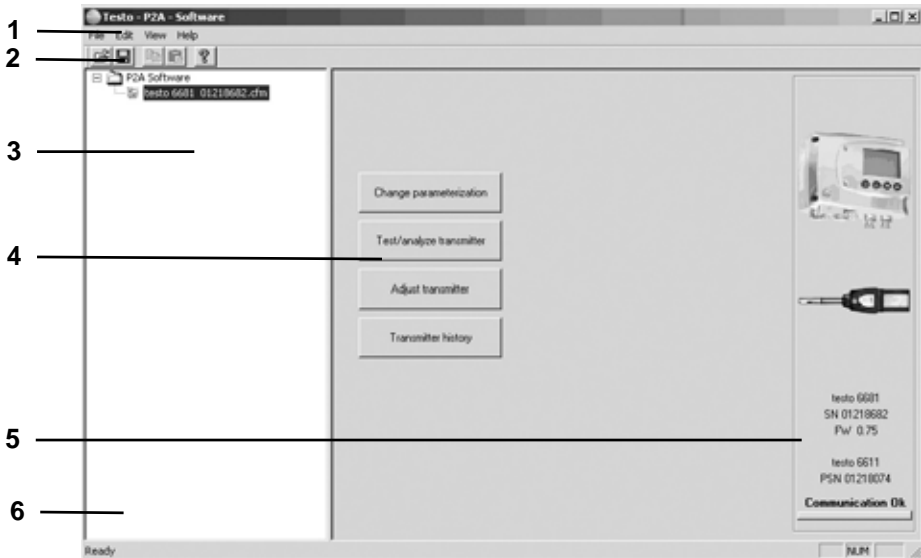 Testo - P2A - Software
1
File Edit View Help
2
P2A Software
testo 6681 01218682.cfm
3
Change parameterization
Test/analyze transmitter
4
Adjust transmitter
Transmitter history
testo 6681
SN 01218682
FW 0.75
5
testo 6611
PSN 01218074
Communication Ok
6
Ready
NUM